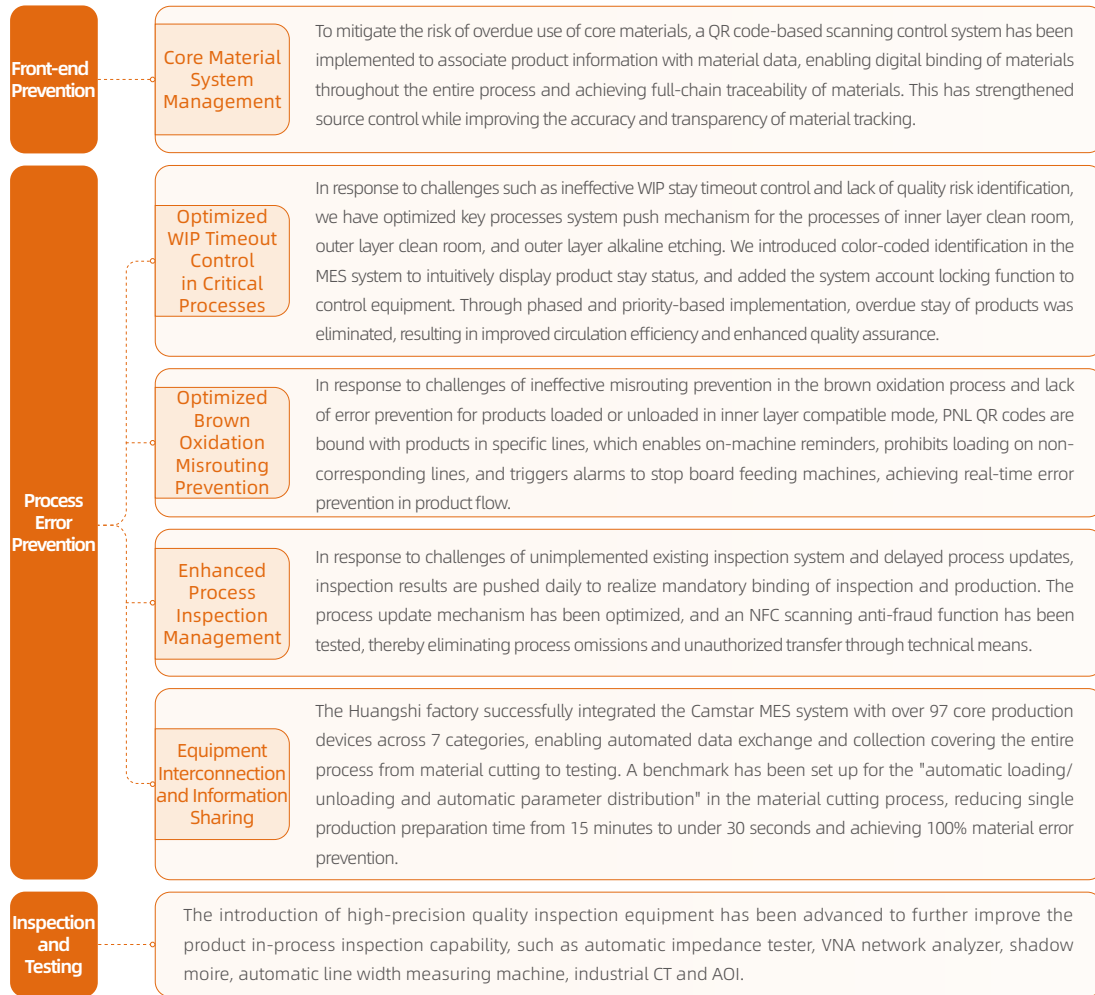 Front-end
Prevention
Core Material
System
Management
To mitigate the risk of overdue use of core materials, a QR code-based scanning control system has been
implemented to associate product information with material data, enabling digital binding of materials
throughout the entire process and achieving full-chain traceability of materials. This has strengthened
source control while improving the accuracy and transparency of material tracking.
Process
Error
Prevention
Optimized
WIP Timeout
Control
in Critical
Processes
In response to challenges such as ineffective WIP stay timeout control and lack of quality risk identification,
we have optimized key processes system push mechanism for the processes of inner layer clean room,
outer layer clean room, and outer layer alkaline etching. We introduced color-coded identification in the
MES system to intuitively display product stay status, and added the system account locking function to
control equipment. Through phased and priority-based implementation, overdue stay of products was
eliminated, resulting in improved circulation efficiency and enhanced quality assurance.
Optimized
Brown
Oxidation
Misrouting
Prevention
In response to challenges of ineffective misrouting prevention in the brown oxidation process and lack
of error prevention for products loaded or unloaded in inner layer compatible mode, PNL QR codes are
bound with products in specific lines, which enables on-machine reminders, prohibits loading on non-
corresponding lines, and triggers alarms to stop board feeding machines, achieving real-time error
prevention in product flow.
Enhanced
Process
Inspection
Management
In response to challenges of unimplemented existing inspection system and delayed process updates,
inspection results are pushed daily to realize mandatory binding of inspection and production. The
process update mechanism has been optimized, and an NFC scanning anti-fraud function has been
tested, thereby eliminating process omissions and unauthorized transfer through technical means.
Equipment
Interconnection
and Information
Sharing
The Huangshi factory successfully integrated the Camstar MES system with over 97 core production
devices across 7 categories, enabling automated data exchange and collection covering the entire
process from material cutting to testing. A benchmark has been set up for the "automatic loading/
unloading and automatic parameter distribution" in the material cutting process, reducing single
production preparation time from 15 minutes to under 30 seconds and achieving 100% material error
prevention.
Inspection
and
Testing
The introduction of high-precision quality inspection equipment has been advanced to further improve the
product in-process inspection capability, such as automatic impedance tester, VNA network analyzer, shadow
moire, automatic line width measuring machine, industrial CT and AOI.